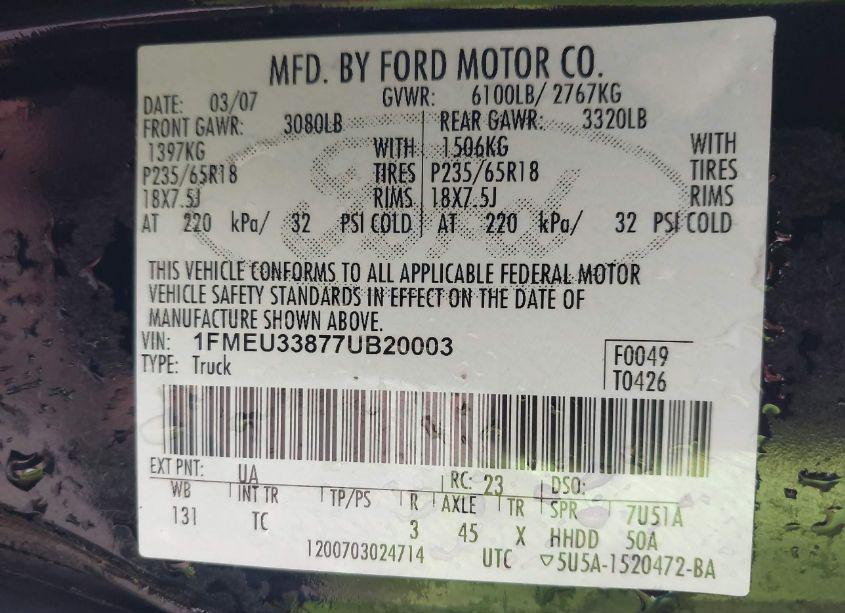 MFD. BY FORD MOTOR CO.
DATE: 03/07 GVWR: 6100LB/ 2767KG
FRONT GAWR: 3080LB REAR GAWR: 3320LB
1397KG WITH 1506KG WITH
P235/65R18 TIRES P235/65R18 TIRES
18X7.5J RIMS 18X7.5J RIMS
AT 220 kPa/ 32 PSI COLD AT 220 kPa/ 32 PSI COLD
Ford
THIS VEHICLE CONFORMS TO ALL APPLICABLE FEDERAL MOTOR
VEHICLE SAFETY STANDARDS IN EFFECT ON THE DATE OF
MANUFACTURE SHOWN ABOVE.
VIN: 1FMEU33877UB20003
TYPE: Truck
F0049
T0426
EXT PNT: UA RC: 23 DSO:
WB INT TR TP/PS R AXLE TR SPR 7U51A
131 TC 3 45 X HHDD 50A
1200703024714 UTC ▽5U5A-1520472-BA